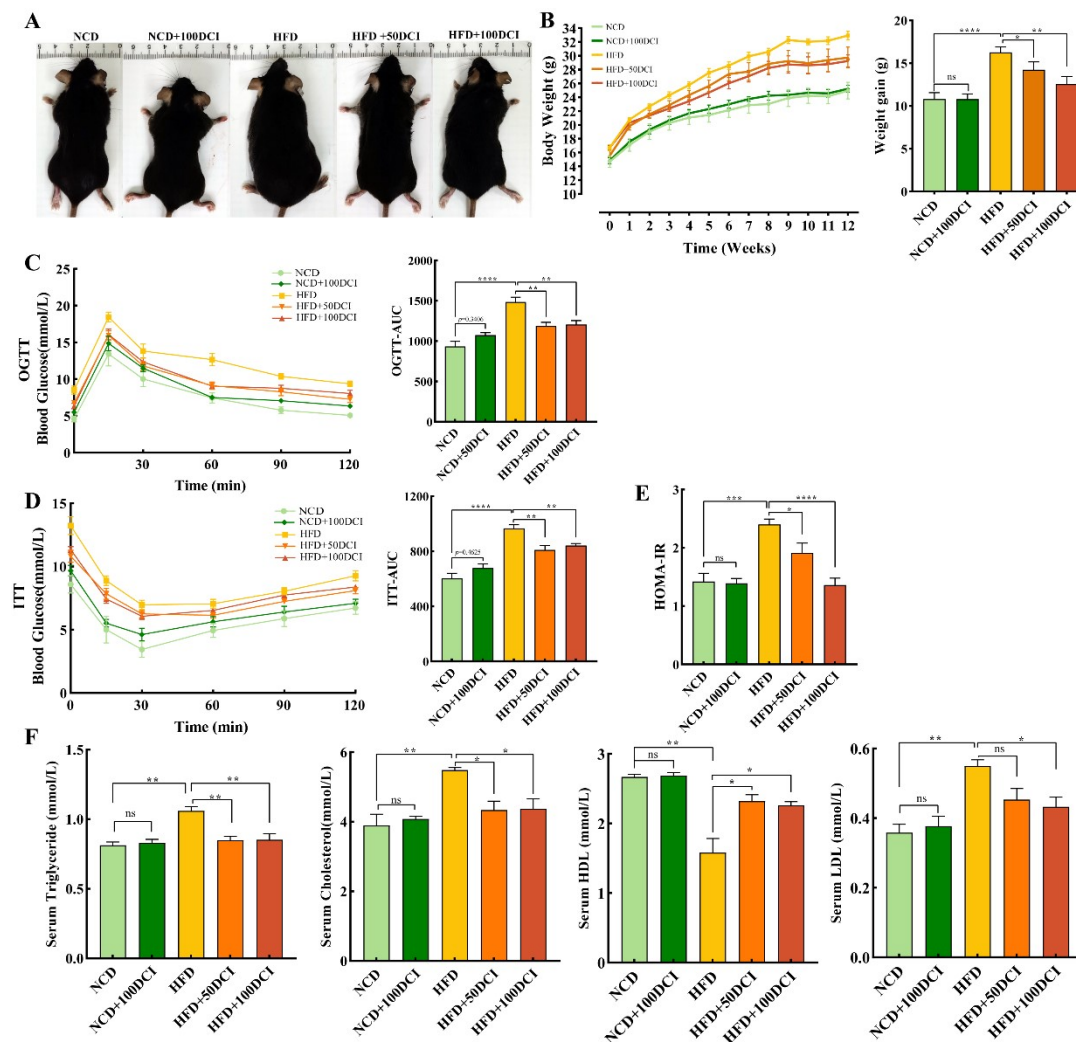 A
NCD NCD+100DCI HFD HFD +50DCI HFD+100DCI
B
Body Weight (g)
34
32
30
28
26
24
22
20
18
16
14
NCD
NCD+100DCI
HFD
HFD+50DCI
HFD+100DCI
0 1 2 3 4 5 6 7 8 9 10 11 12
Time (Weeks)
Weight gain (g)
20
15
10
5
0
**** **
*
ns
NCD NCD+100DCI HFD HFD+50DCI HFD+100DCI
C
OGTT
Blood Glucose(mmol/L)
25
20
15
10
5
0
NCD
NCD+100DCI
HFD
HFD+50DCI
HFD+100DCI
30 60 90 120
Time (min)
OGTT-AUC
2000
1500
1000
500
0
**** **
**
p=0.3406
NCD NCD+50DCI HFD HFD+50DCI HFD+100DCI
D
ITT
Blood Glucose(mmol/L)
15
10
5
0
NCD
NCD+100DCI
HFD
HFD+50DCI
HFD+100DCI
0 30 60 90 120
Time (min)
ITT-AUC
1200
900
600
300
0
**** **
**
p=0.4625
NCD NCD+100DCI HFD HFD+50DCI HFD+100DCI
E
HOMA-IR
3
2
1
0
*** ****
*
ns
NCD NCD+100DCI HFD HFD+50DCI HFD+100DCI
F
Serum Triglyceride (mmol/L)
1.5
1.0
0.5
0.0
** **
**
ns
NCD NCD+100DCI HFD HFD+50DCI HFD+100DCI
Serum Cholesterol(mmol/L)
6
4
2
0
** *
*
ns
NCD NCD+100DCI HFD HFD+50DCI HFD+100DCI
Serum HDL (mmol/L)
3
2
1
0
**
ns
*
*
NCD NCD+100DCI HFD HFD+50DCI HFD+100DCI
Serum LDL (mmol/L)
0.6
0.4
0.2
0.0
** *
ns
ns
NCD NCD+100DCI HFD HFD+50DCI HFD+100DCI